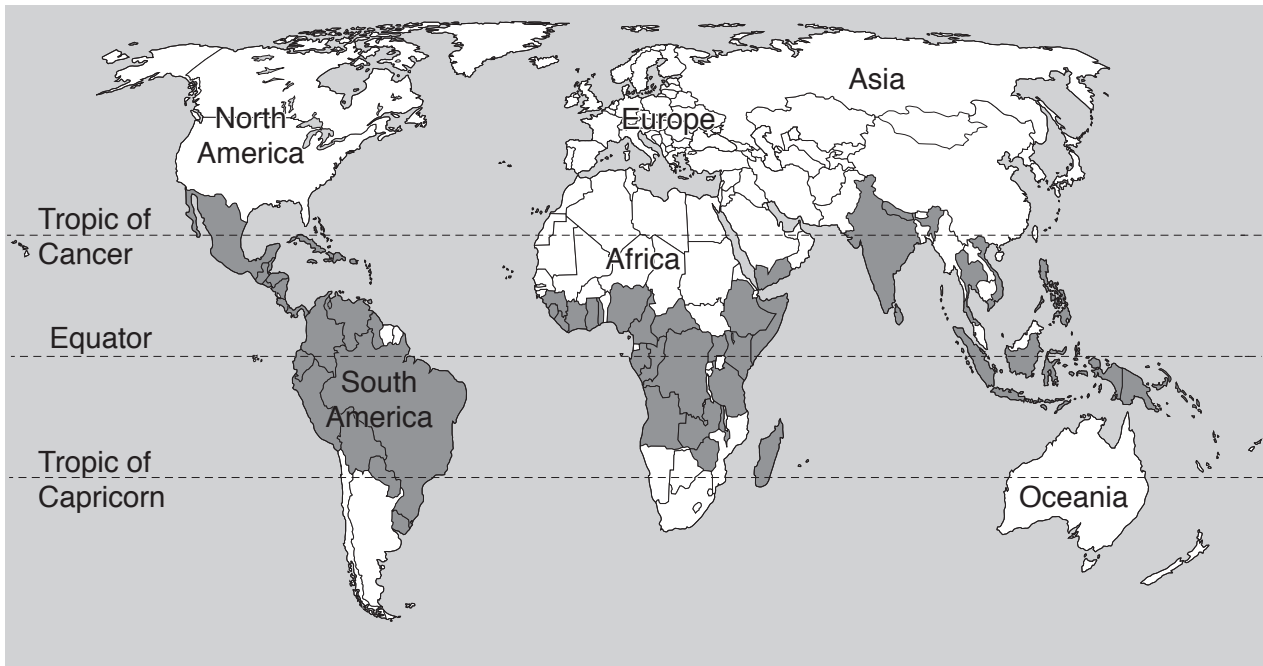 Asia
North
America
Europe
Tropic of
Cancer
Africa
Equator
South
America
Tropic of
Capricorn
Oceania